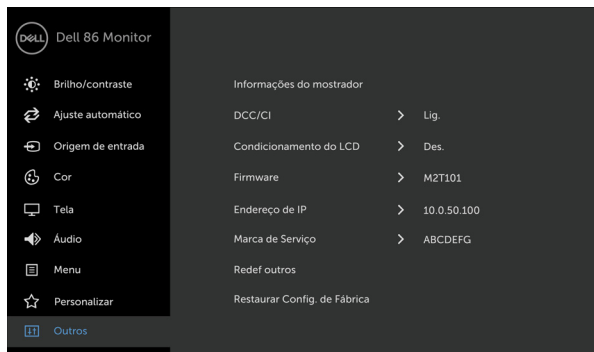 DELL Dell 86 Monitor
Brilho/contraste
Informações do mostrador
Ajuste automático
DCC/CI > Lig.
Origem de entrada
Condicionamento do LCD > Des.
Cor
Firmware > M2T101
Tela
Endereço de IP > 10.0.50.100
Áudio
Marca de Serviço > ABCDEFG
Menu
Redef outros
Personalizar
Restaurar Config. de Fábrica
Outros